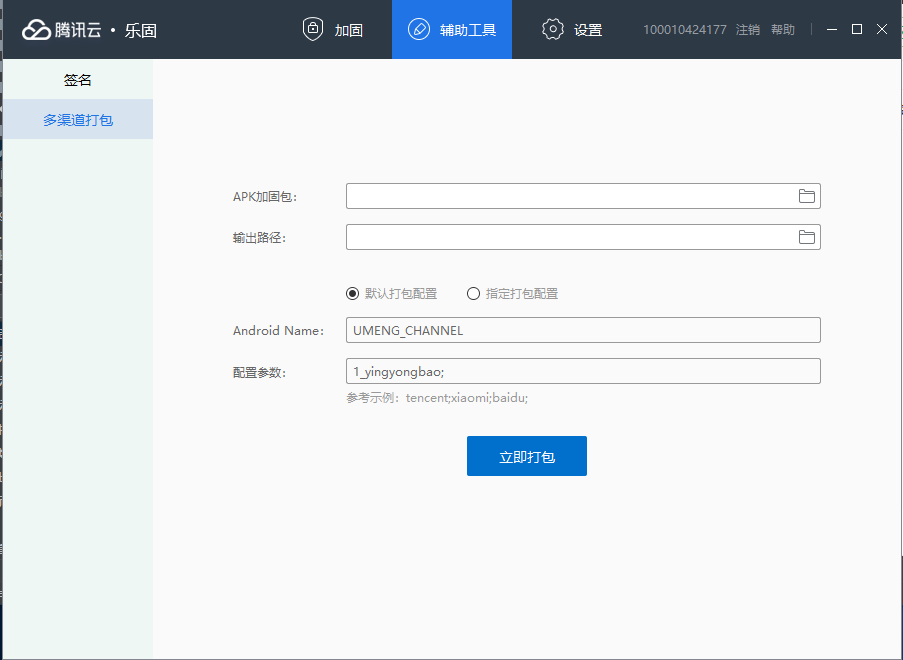 腾讯云 · 乐固 加固 辅助工具 设置 100010424177 注销 帮助
签名
多渠道打包
APK加固包:
输出路径:
默认打包配置 指定打包配置
Android Name: UMENG_CHANNEL
配置参数: 1_yingyongbao;
参考示例: tencent;xiaomi;baidu;
立即打包